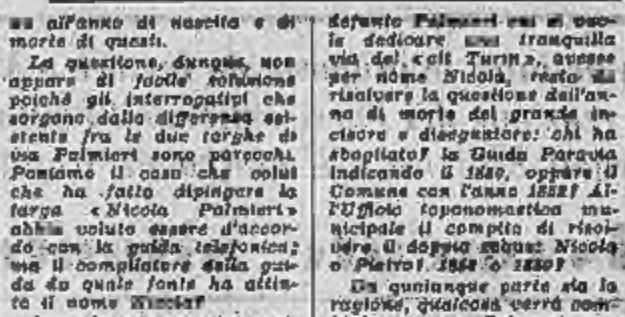 all'anno di nascita e di
morte di questi.
La questione, dunque, non
appare di facile soluzione
poichè gli interrogativi che
sorgono dalla differenza esi-
stente fra le due targhe di
via Palmieri sono parecchi.
Poniamo il caso che colui
che ha fatto dipingere la
targa «Nicola Palmieri»
abbia voluto essere d'accor-
do con la guida telefonica;
ma il compilatore della gui-
da da quale fonte ha attin-
to il nome Nicola?
defunto Palmieri cui si vuo-
le dedicare una tranquilla
via del «cit Turin», avesse
per nome Nicola, resta da
risolvere la questione dell'an-
no di morte del grande in-
cisore e disegnatore: chi ha
sbagliato? la Guida Paravia
indicando il, oppure il
Comune con l'anno? Al-
l'Ufficio toponomastica mu-
nicipale il compito di risol-
vere il doppio rebus: Nicola
o Pietro? o
Da qualunque parte sia la
ragione, qualcosa verrà com-